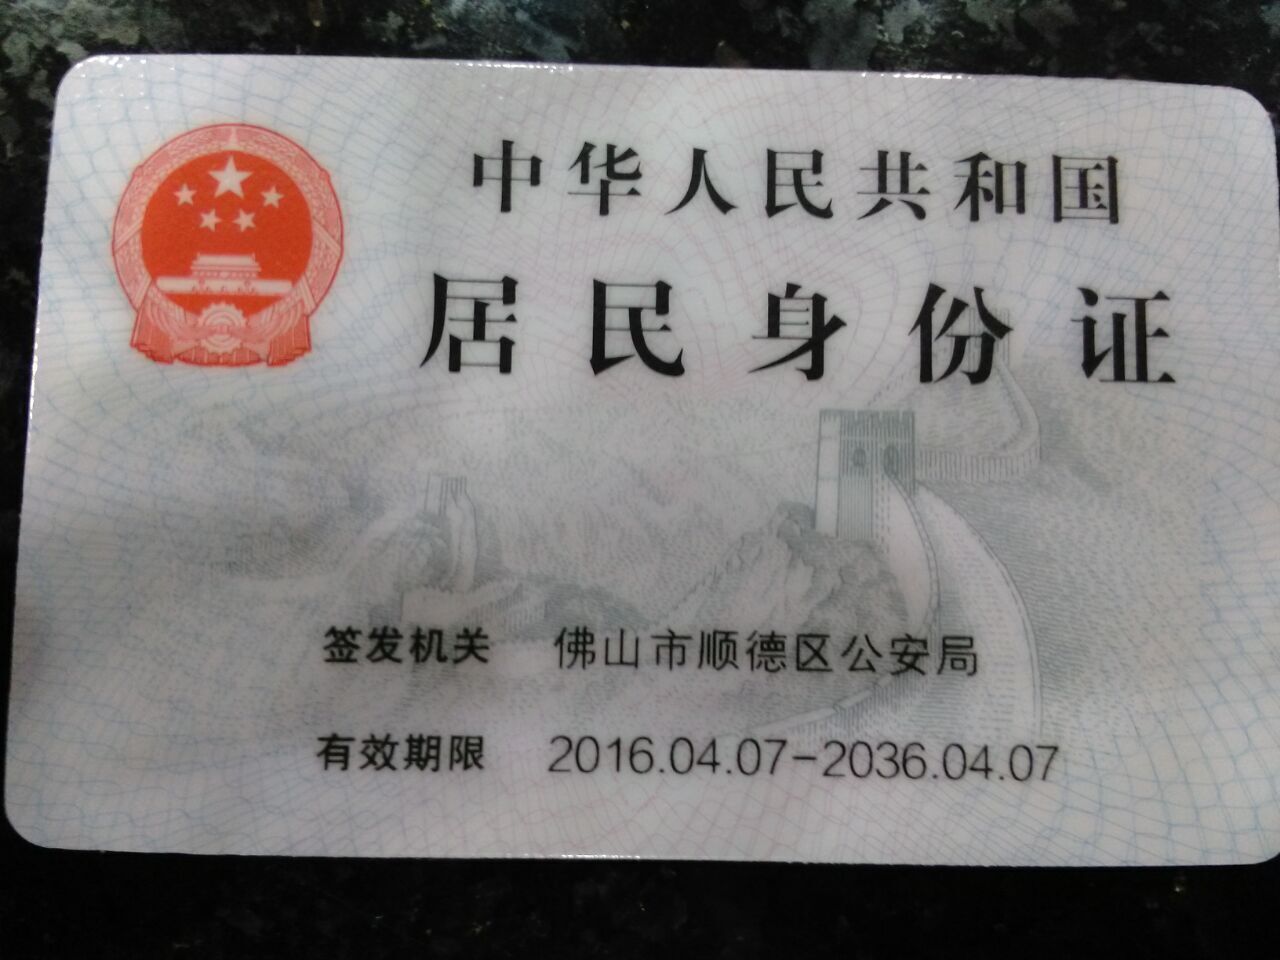 中华人民共和国
居民身份证
签发机关 佛山市顺德区公安局
有效期限 2016.04.07-2036.04.07